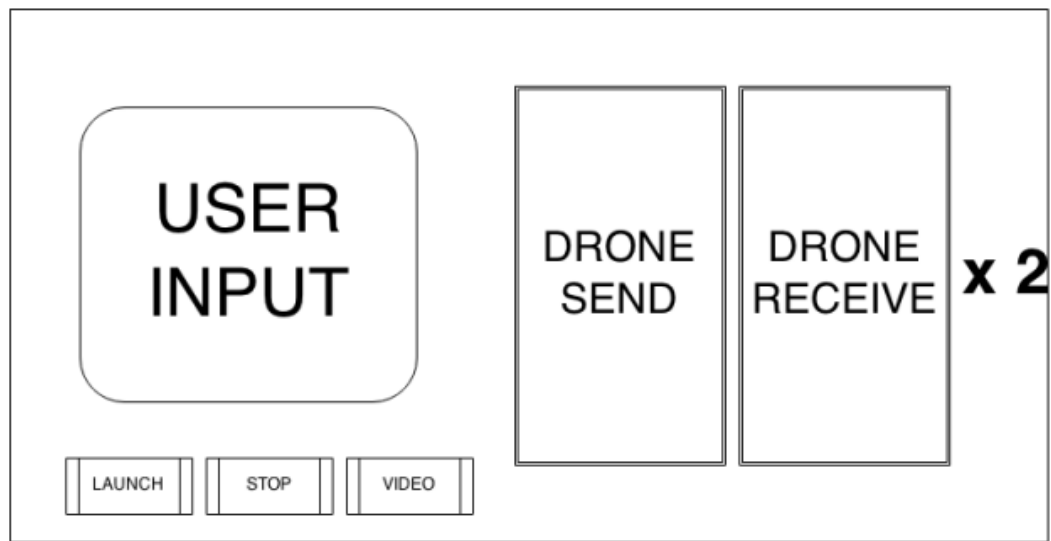 USER
INPUT
DRONE
SEND
DRONE
RECEIVE
x 2
LAUNCH
STOP
VIDEO